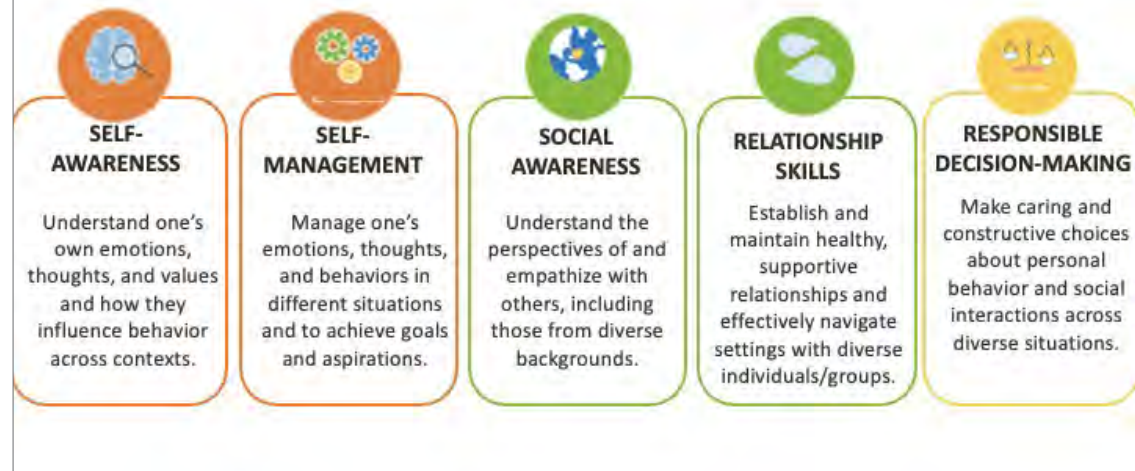 SELF-
AWARENESS
Understand one's
own emotions,
thoughts, and values
and how they
influence behavior
across contexts.
SELF-
MANAGEMENT
Manage one's
emotions, thoughts,
and behaviors in
different situations
and to achieve goals
and aspirations.
SOCIAL
AWARENESS
Understand the
perspectives of and
empathize with
others, including
those from diverse
backgrounds.
RELATIONSHIP
SKILLS
Establish and
maintain healthy,
supportive
relationships and
effectively navigate
settings with diverse
individuals/groups.
RESPONSIBLE
DECISION-MAKING
Make caring and
constructive choices
about personal
behavior and social
interactions across
diverse situations.